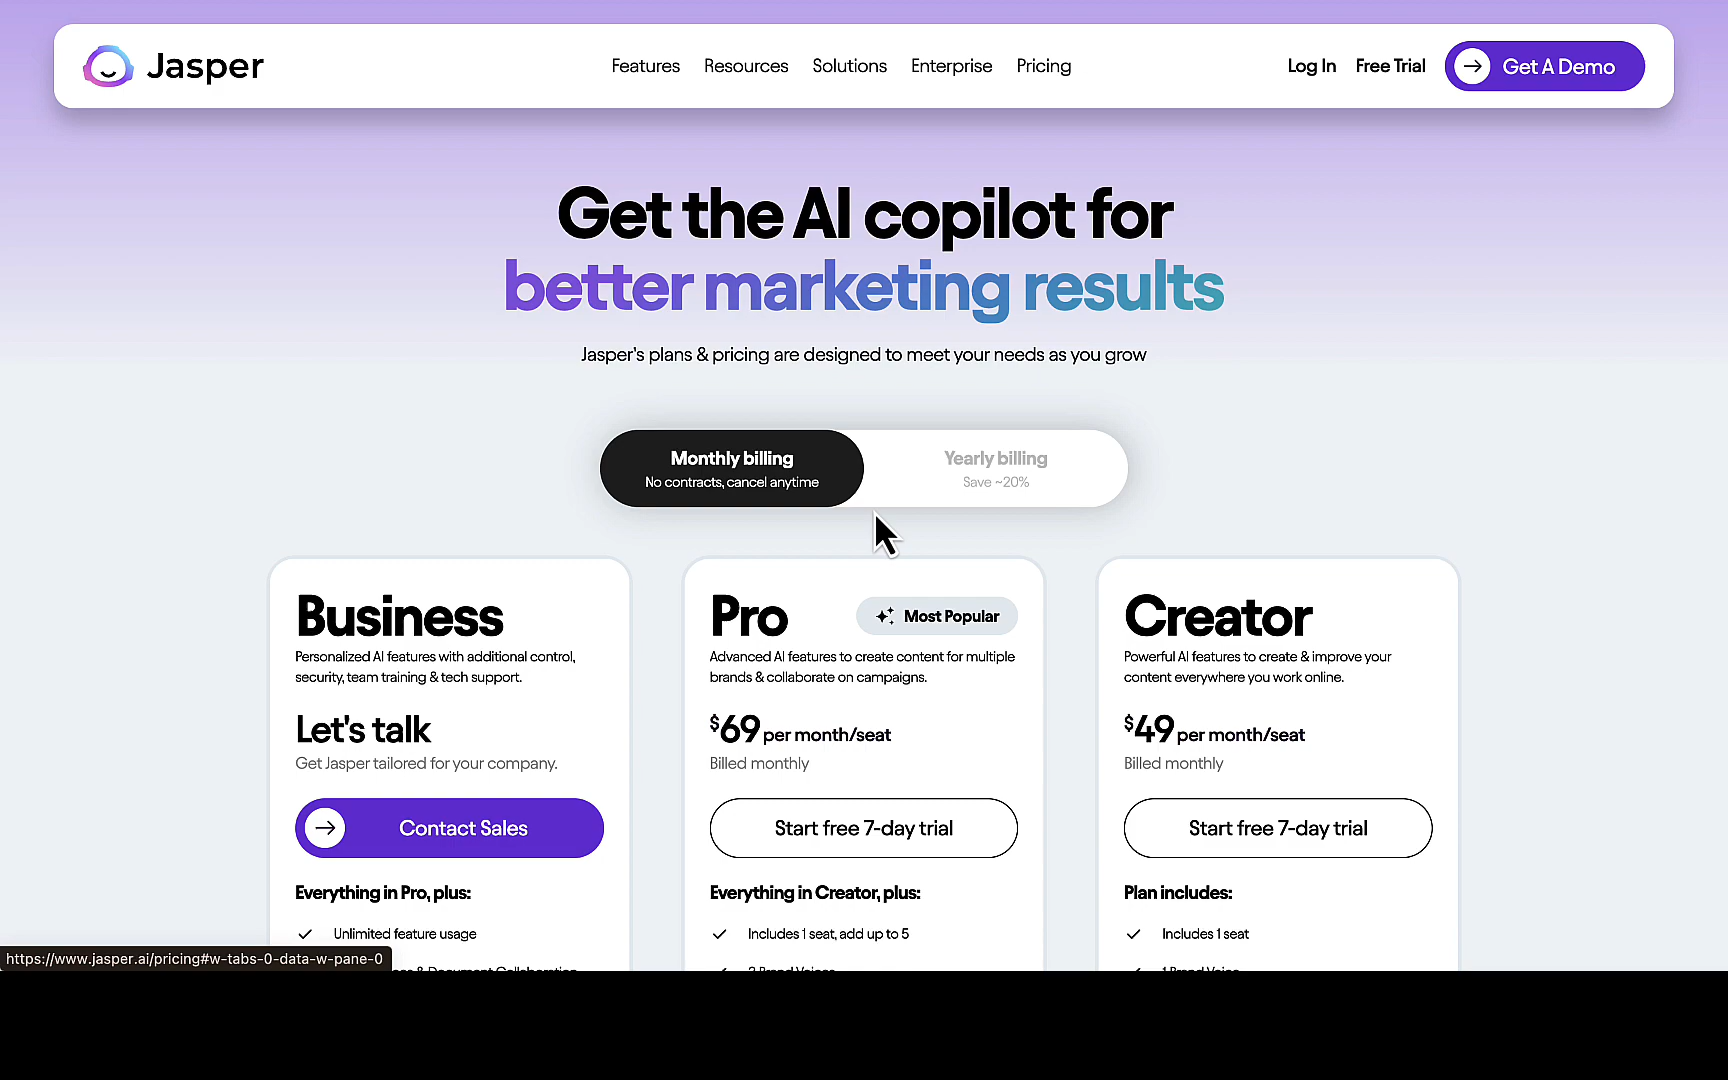 Jasper
Features Resources Solutions Enterprise Pricing
Log In Free Trial Get A Demo
Get the AI copilot for
better marketing results
Jasper's plans & pricing are designed to meet your needs as you grow
Monthly billing
No contracts, cancel anytime
Yearly billing
Save ~20%
Business
Personalized AI features with additional control,
security, team training & tech support.
Let's talk
Get Jasper tailored for your company.
Contact Sales
Everything in Pro, plus:
Unlimited feature usage
& Document Collaboration
Pro
Most Popular
Advanced AI features to create content for multiple
brands & collaborate on campaigns.
$69 per month/seat
Billed monthly
Start free 7-day trial
Everything in Creator, plus:
Includes 1 seat, add up to 5
Brand Voices
Creator
Powerful AI features to create & improve your
content everywhere you work online.
$49 per month/seat
Billed monthly
Start free 7-day trial
Plan includes:
Includes 1 seat
1 Brand Voice
https://www.jasper.ai/pricing#w-tabs-0-data-w-pane-0